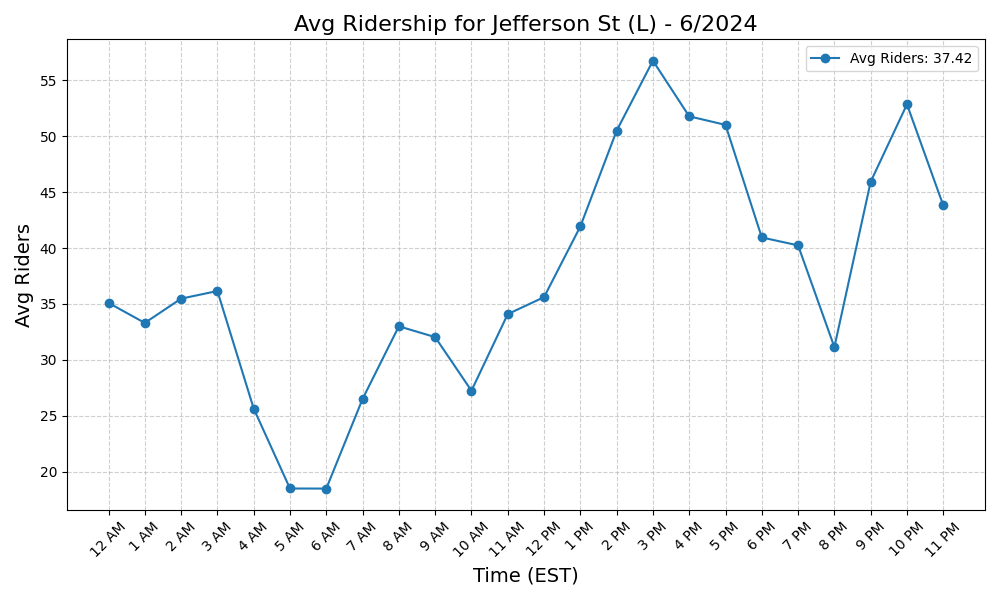 Avg Ridership for Jefferson St (L) - 6/2024
Avg Riders: 37.42
Avg Riders
55
50
45
40
35
30
25
20
12 AM
1 AM
2 AM
3 AM
4 AM
5 AM
6 AM
7 AM
8 AM
9 AM
10 AM
11 AM
12 PM
1 PM
2 PM
3 PM
4 PM
5 PM
6 PM
7 PM
8 PM
9 PM
10 PM
11 PM
Time (EST)